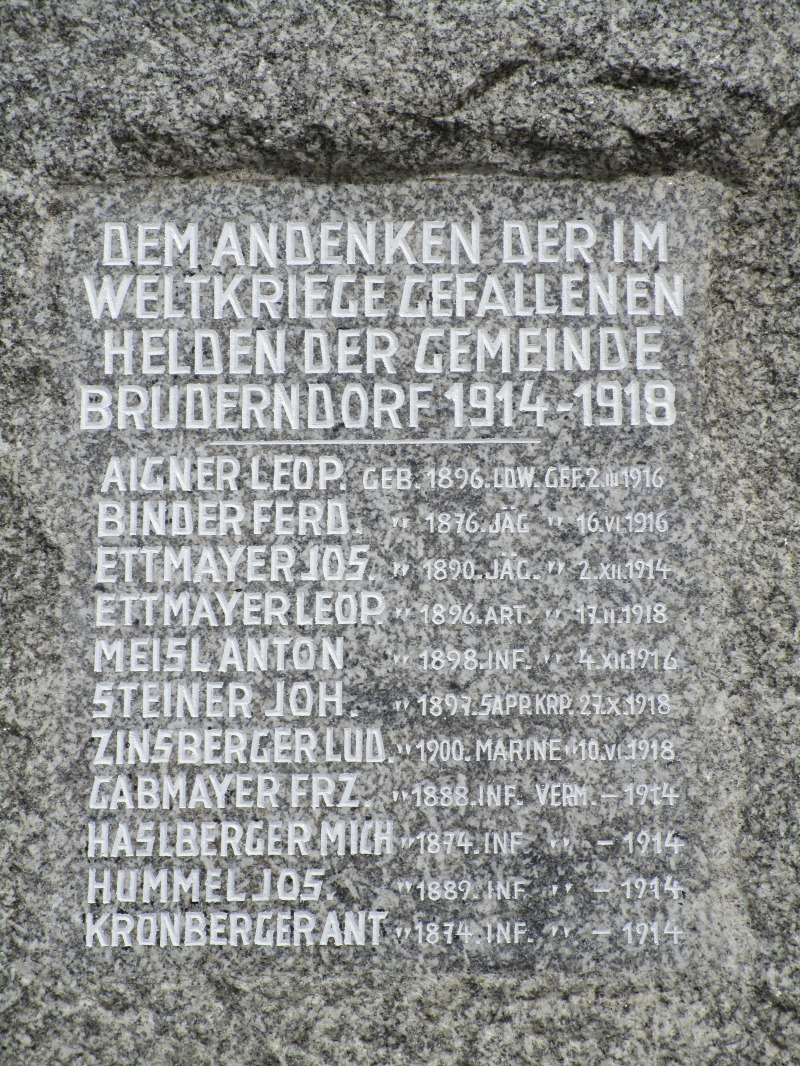 DEM ANDENKEN DER IM
WELTKRIEGE GEFALLENEN
HELDEN DER GEMEINDE
BRUDERNDORF 1914-1918
AIGNER LEOP. GEB. 1896. LDW. GEF. 2.III 1916
BINDER FERD. " 1876. JÄG " 16.VI.1916
ETTMAYER JOS. " 1890. JÄG. " 2.XII.1914
ETTMAYER LEOP. " 1896. ART. " 17.II.1918
MEISL ANTON " 1898. INF. " 4.XII.1916
STEINER JOH. " 1897. SAPP. KRP. 27.X.1918
ZINSBERGER LUD. " 1900. MARINE " 10.VI.1918
GABMAYER FRZ. " 1888. INF. VERM. - 1914
HASLBERGER MICH " 1874. INF " - 1914
HUMMEL JOS. " 1889. INF " - 1914
KRONBERGER ANT " 1874. INF. " - 1914